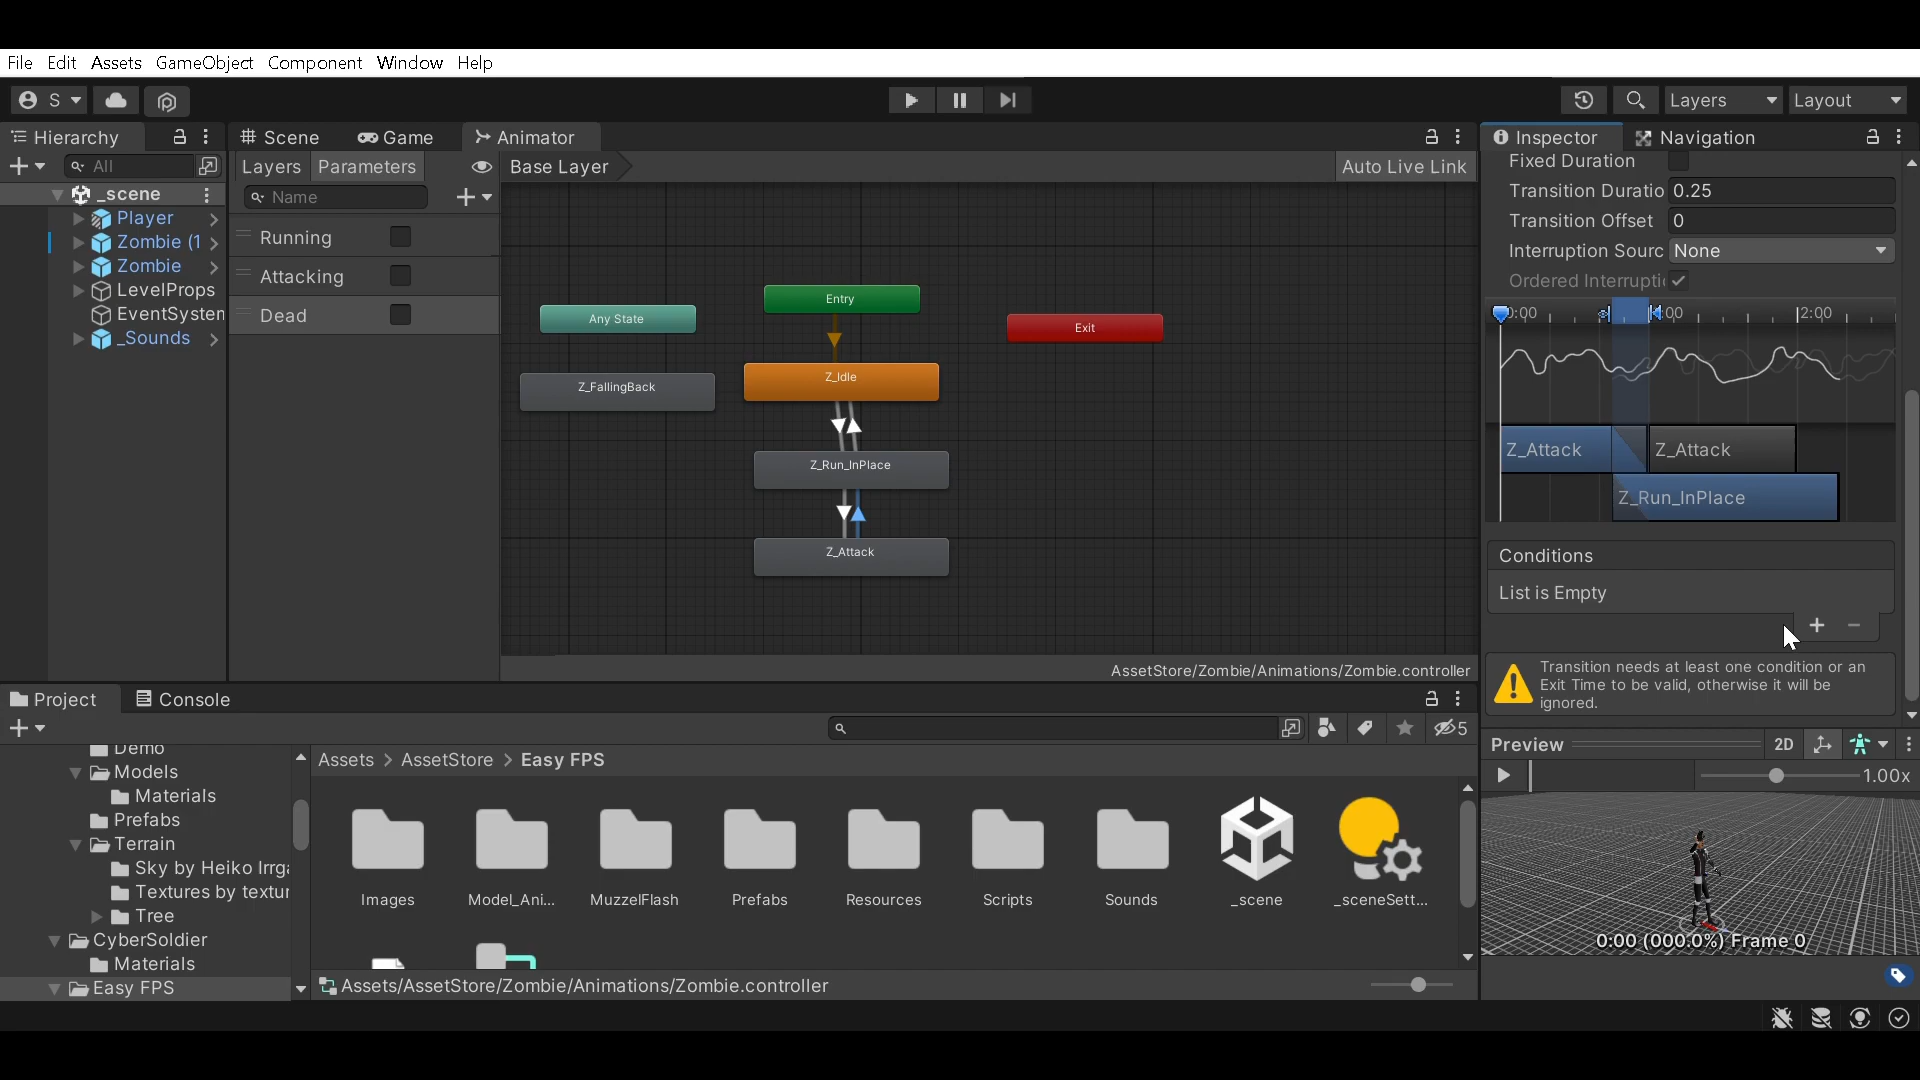 File Edit Assets GameObject Component Window Help
S
Layers
Layout
Hierarchy
Scene
Game
Animator
Inspector
Navigation
All
Layers
Parameters
Base Layer
Auto Live Link
Name
_scene
Player
Zombie (1
Zombie
LevelProps
EventSystem
_Sounds
Running
Attacking
Dead
Any State
Entry
Exit
Z_FallingBack
Z_Idle
Z_Run_InPlace
Z_Attack
AssetStore/Zombie/Animations/Zombie.controller
Fixed Duration
Transition Duratio 0.25
Transition Offset 0
Interruption Sourc None
Ordered Interrupti
0:00 :00 2:00
Z_Attack Z_Attack
Z_Run_InPlace
Conditions
List is Empty
+ −
Transition needs at least one condition or an
Exit Time to be valid, otherwise it will be
ignored.
Preview 2D
1.00x
0:00 (000.0%) Frame 0
Project
Console
5
Demo
Models
Materials
Prefabs
Terrain
Sky by Heiko Irrga
Textures by textur
Tree
CyberSoldier
Materials
Easy FPS
Assets > AssetStore > Easy FPS
Images
Model_Ani...
MuzzelFlash
Prefabs
Resources
Scripts
Sounds
_scene
_sceneSett...
Assets/AssetStore/Zombie/Animations/Zombie.controller